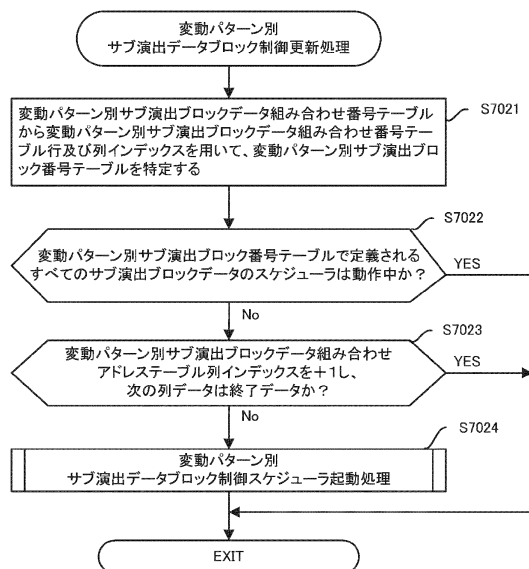 変動パターン別
サブ演出データブロック制御更新処理
S7021
変動パターン別サブ演出ブロックデータ組み合わせ番号テーブル
から変動パターン別サブ演出ブロックデータ組み合わせ番号テー
ブル行及び列インデックスを用いて、変動パターン別サブ演出ブロ
ック番号テーブルを特定する
S7022
変動パターン別サブ演出ブロック番号テーブルで定義される
すべてのサブ演出ブロックデータのスケジューラは動作中か?
YES
No
S7023
変動パターン別サブ演出ブロックデータ組み合わせ
アドレステーブル列インデックスを+1し、
次の列データは終了データか?
YES
No
S7024
変動パターン別
サブ演出データブロック制御スケジューラ起動処理
EXIT